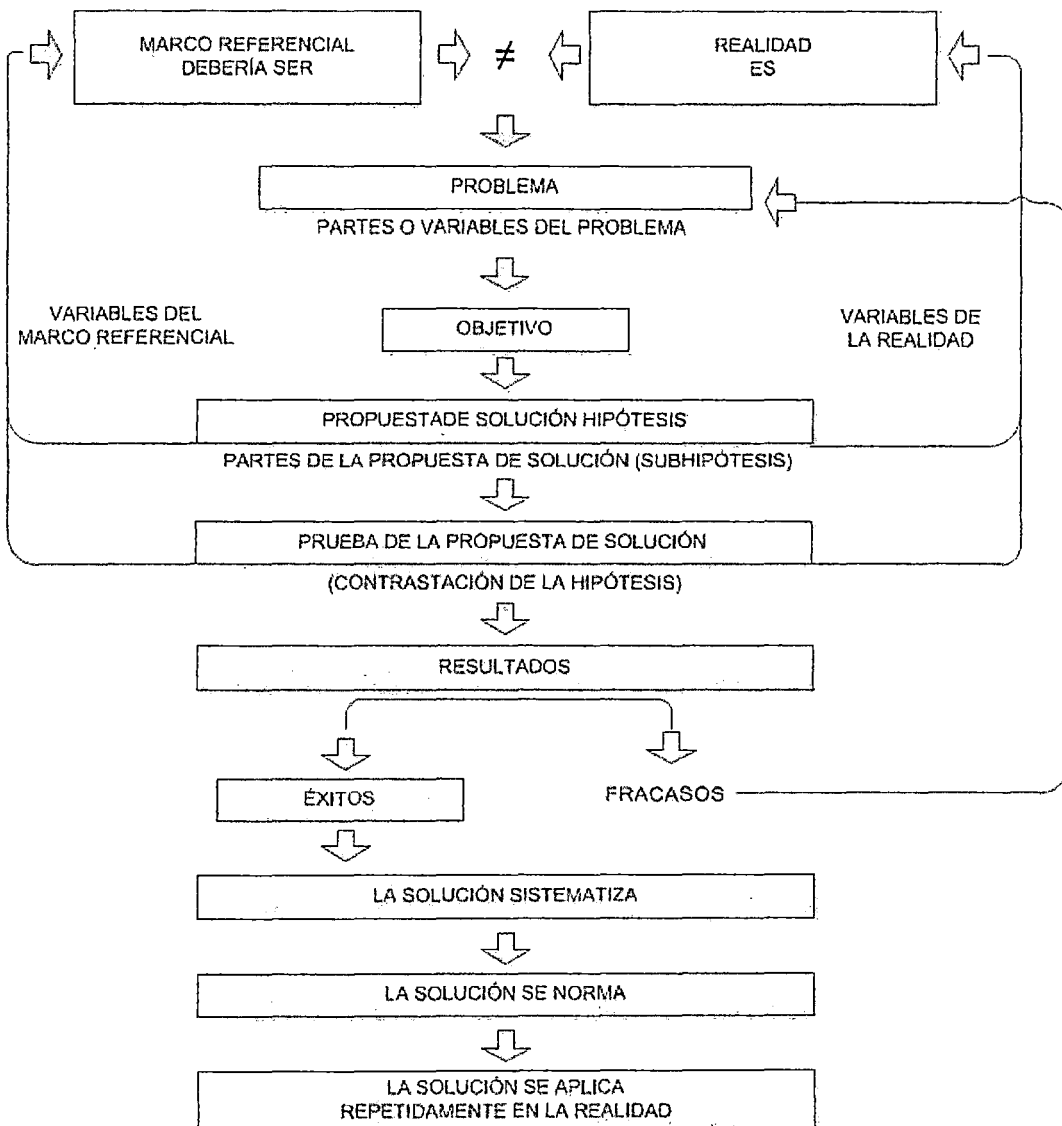 MARCO REFERENCIAL
DEBERÍA SER
≠
REALIDAD
ES
PROBLEMA
PARTES O VARIABLES DEL PROBLEMA
VARIABLES DEL
MARCO REFERENCIAL
OBJETIVO
VARIABLES DE
LA REALIDAD
PROPUESTADE SOLUCIÓN HIPÓTESIS
PARTES DE LA PROPUESTA DE SOLUCIÓN (SUBHIPÓTESIS)
PRUEBA DE LA PROPUESTA DE SOLUCIÓN
(CONTRASTACIÓN DE LA HIPÓTESIS)
RESULTADOS
ÉXITOS
FRACASOS
LA SOLUCIÓN SISTEMATIZA
LA SOLUCIÓN SE NORMA
LA SOLUCIÓN SE APLICA
REPETIDAMENTE EN LA REALIDAD